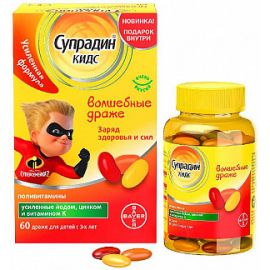 НОВИНКА!
ПОДАРОК
ВНУТРИ
Усиленная формула
Супрадин
КИДС
волшебные
драже
Заряд
здоровья и сил
ПОЛИВИТАМИНЫ
усиленные йодом, цинком
и витамином К
60 драже для детей с 3х лет
BAYER
Супрадин
КИДС
волшебные
драже